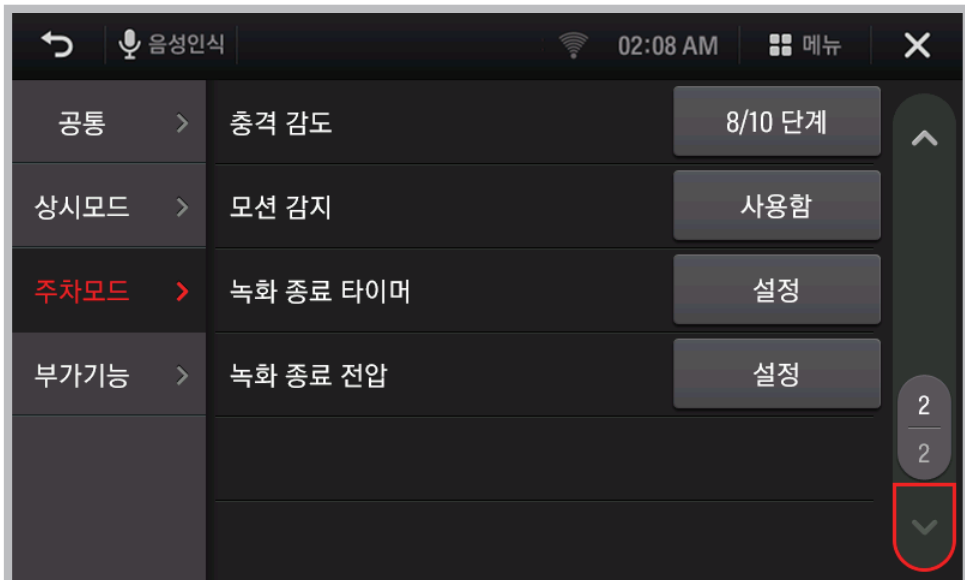 음성인식 02:08 AM 메뉴
공통 충격 감도 8/10 단계
상시모드 모션 감지 사용함
주차모드 녹화 종료 타이머 설정
부가기능 녹화 종료 전압 설정
2
2